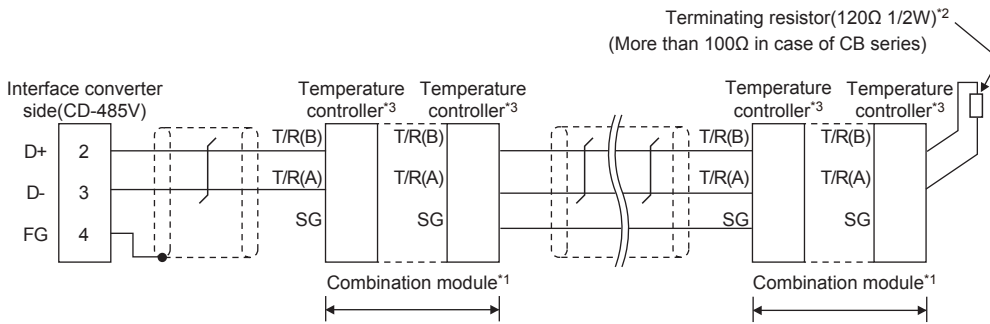 Terminating resistor(120Ω 1/2W)*2
(More than 100Ω in case of CB series)
Interface converter
side(CD-485V)
Temperature
controller*3
Temperature
controller*3
Temperature
controller*3
Temperature
controller*3
D+ 2 T/R(B) T/R(B) T/R(B) T/R(B)
D- 3 T/R(A) T/R(A) T/R(A) T/R(A)
FG 4 SG SG SG SG
Combination module*1
Combination module*1